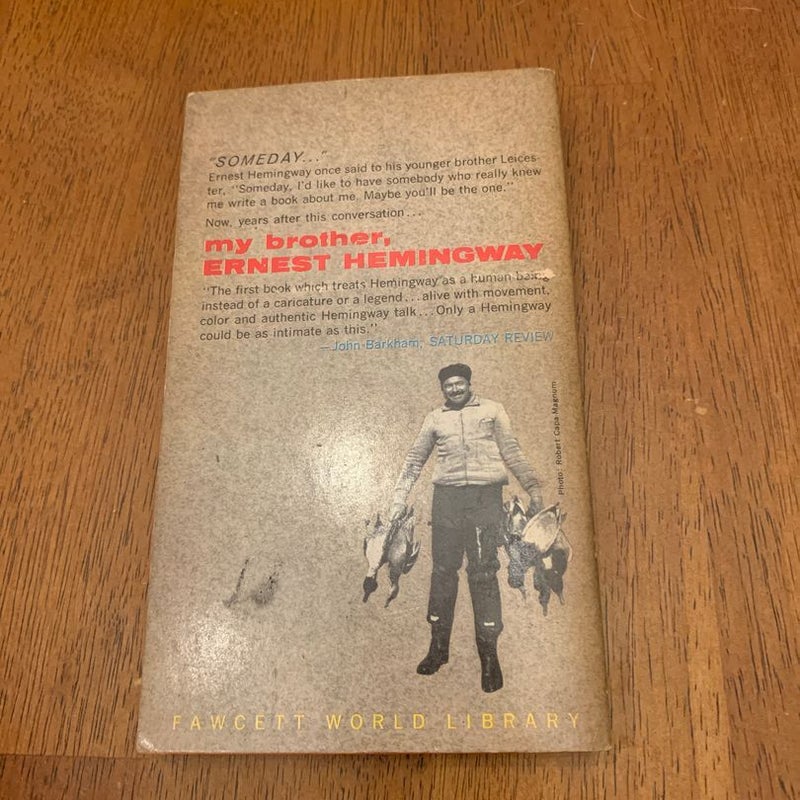 "SOMEDAY..."
Ernest Hemingway once said to his younger brother Leices-
ter, "Someday, I'd like to have somebody who really knew
me write a book about me. Maybe you'll be the one."
Now, years after this conversation...
my brother,
ERNEST HEMINGWAY
"The first book which treats Hemingway as a human being
instead of a caricature or a legend...alive with movement,
color and authentic Hemingway talk...Only a Hemingway
could be as intimate as this."
—John Barkham, SATURDAY REVIEW
Photo: Robert Capa-Magnum
FAWCETT WORLD LIBRARY